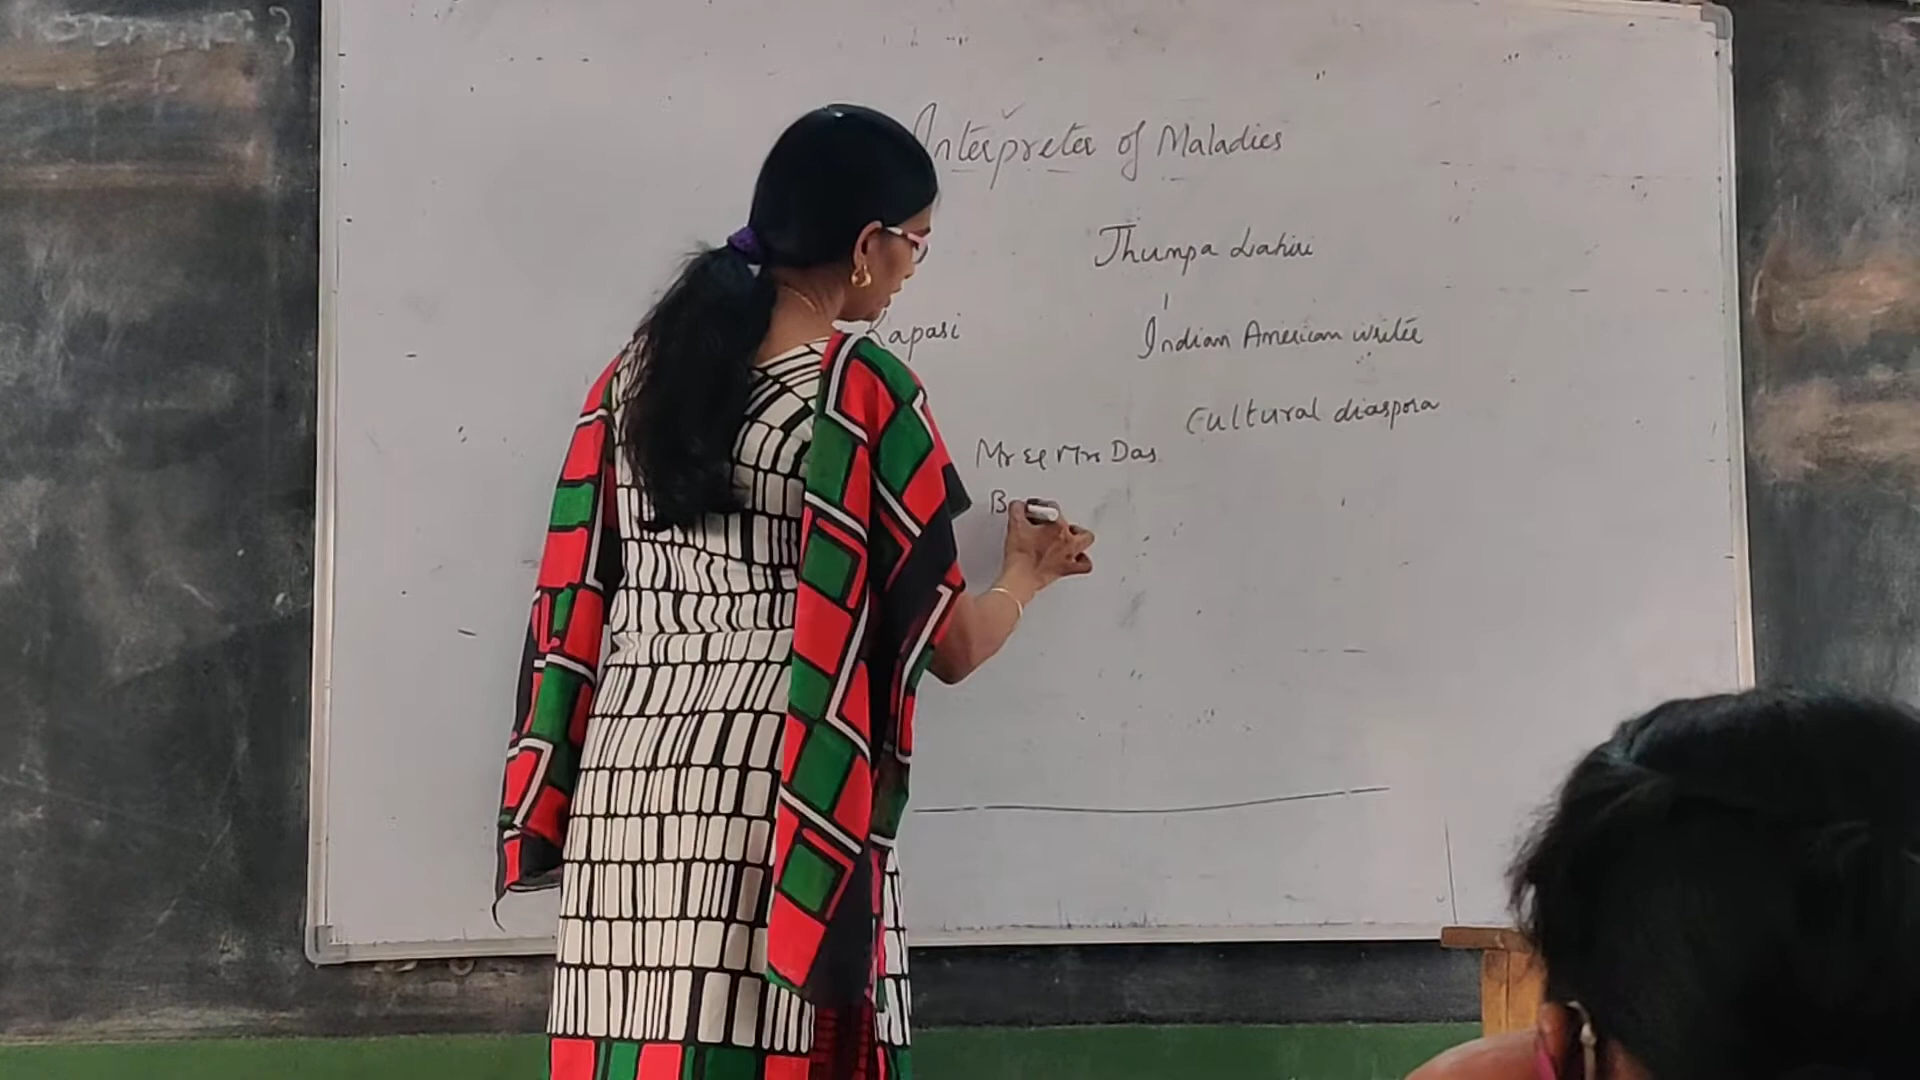 Interpreter of Maladies
Jhumpa Lahiri
Kapasi
Indian American writer
Cultural diaspora
Mr & Mrs Das
B